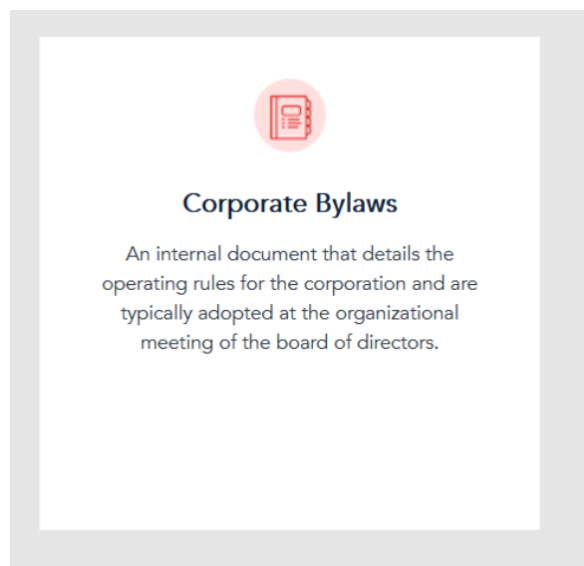 Corporate Bylaws
An internal document that details the
operating rules for the corporation and are
typically adopted at the organizational
meeting of the board of directors.